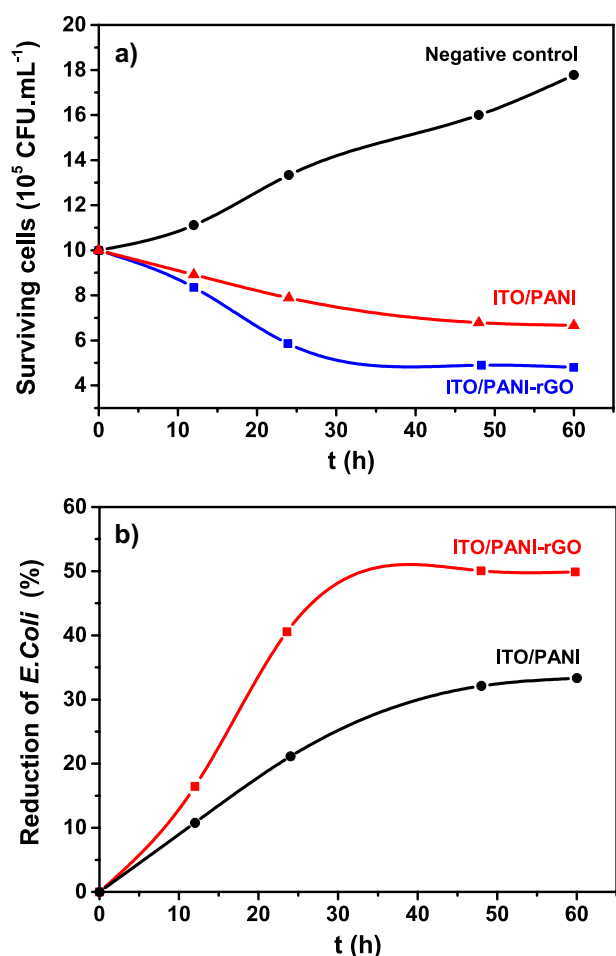 a)
Negative control
ITO/PANI
ITO/PANI-rGO
Surviving cells (10⁵ CFU.mL⁻¹)
20
18
16
14
12
10
8
6
4
0 10 20 30 40 50 60
t (h)
b)
ITO/PANI-rGO
ITO/PANI
Reduction of E.Coli (%)
60
50
40
30
20
10
0
0 10 20 30 40 50 60
t (h)